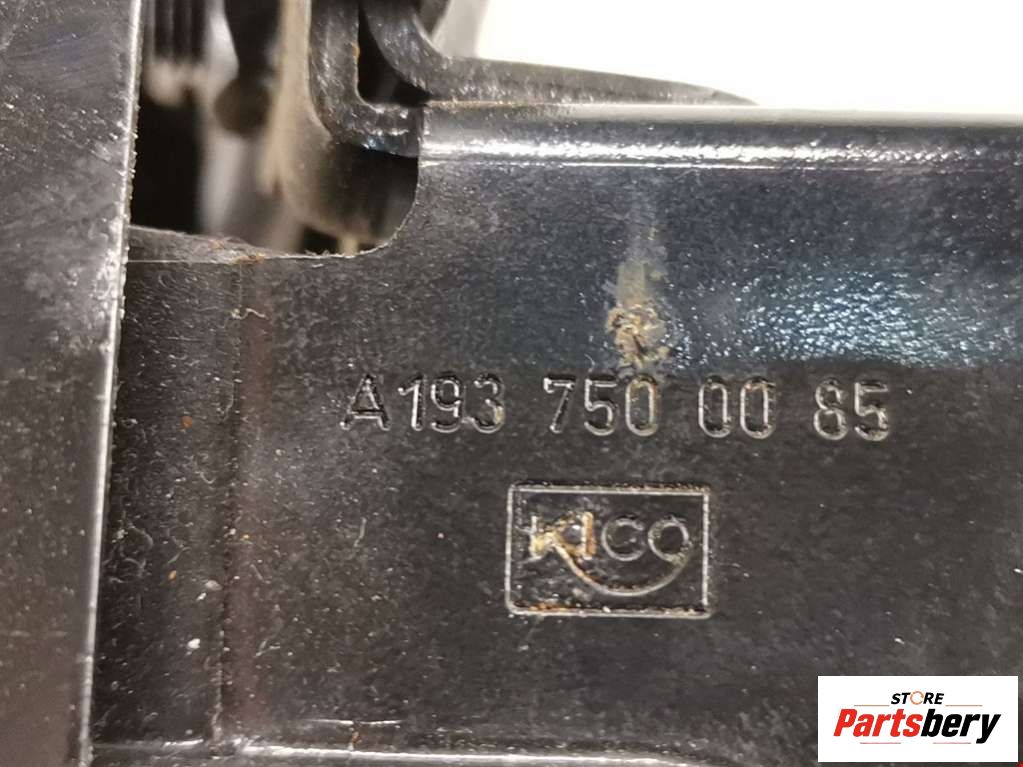 A193 750 00 85
KICO
STORE
Partsbery